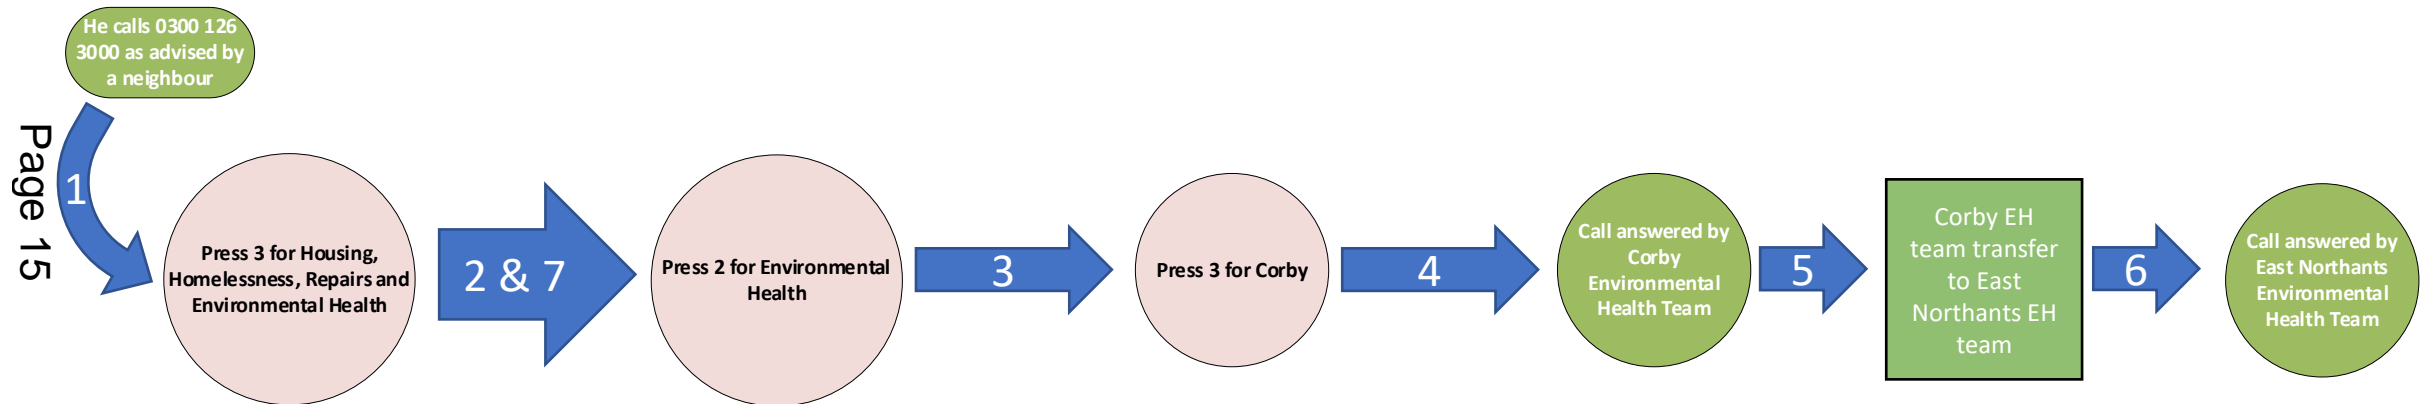 He calls 0300 126
3000 as advised by
a neighbour
Page 15
1
Press 3 for Housing,
Homelessness, Repairs and
Environmental Health
2 & 7
Press 2 for Environmental
Health
3
Press 3 for Corby
4
Call answered by
Corby
Environmental
Health Team
5
Corby EH
team transfer
to East
Northants EH
team
6
Call answered by
East Northants
Environmental
Health Team